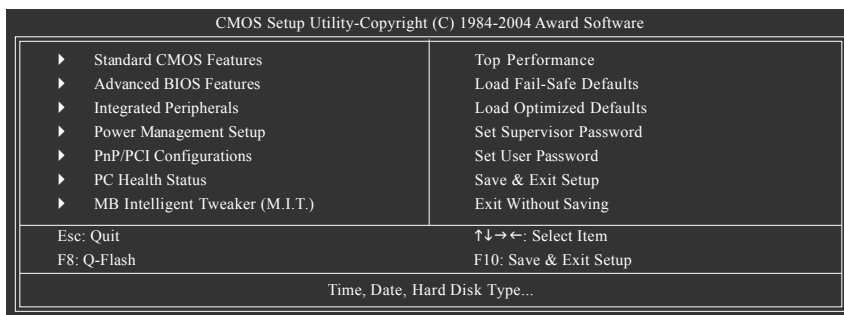 CMOS Setup Utility-Copyright (C) 1984-2004 Award Software
Standard CMOS Features
Advanced BIOS Features
Integrated Peripherals
Power Management Setup
PnP/PCI Configurations
PC Health Status
MB Intelligent Tweaker (M.I.T.)
Top Performance
Load Fail-Safe Defaults
Load Optimized Defaults
Set Supervisor Password
Set User Password
Save & Exit Setup
Exit Without Saving
Esc: Quit
↑↓→←: Select Item
F8: Q-Flash
F10: Save & Exit Setup
Time, Date, Hard Disk Type...